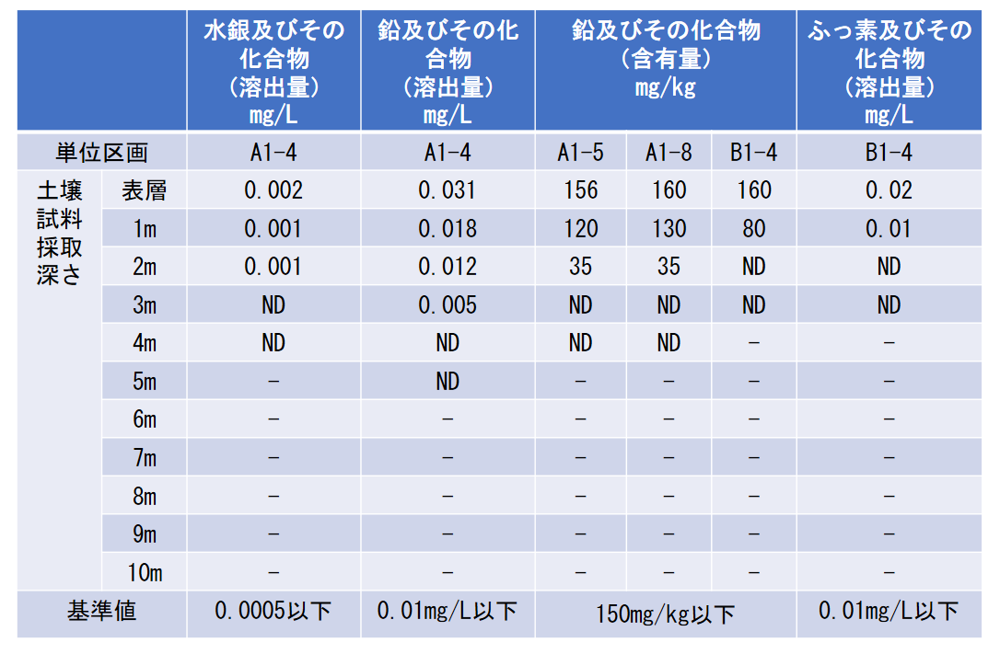 水銀及びその化合物（溶出量）mg/L 鉛及びその化合物（溶出量）mg/L 鉛及びその化合物（含有量）mg/kg ふっ素及びその化合物（溶出量）mg/L
単位区画 A1-4 A1-4 A1-5 A1-8 B1-4 B1-4
土壌試料採取深さ 表層 0.002 0.031 156 160 160 0.02
1m 0.001 0.018 120 130 80 0.01
2m 0.001 0.012 35 35 ND ND
3m ND 0.005 ND ND ND ND
4m ND ND ND ND - -
5m - ND - - - -
6m - - - - - -
7m - - - - - -
8m - - - - - -
9m - - - - - -
10m - - - - - -
基準値 0.0005以下 0.01mg/L以下 150mg/kg以下 0.01mg/L以下